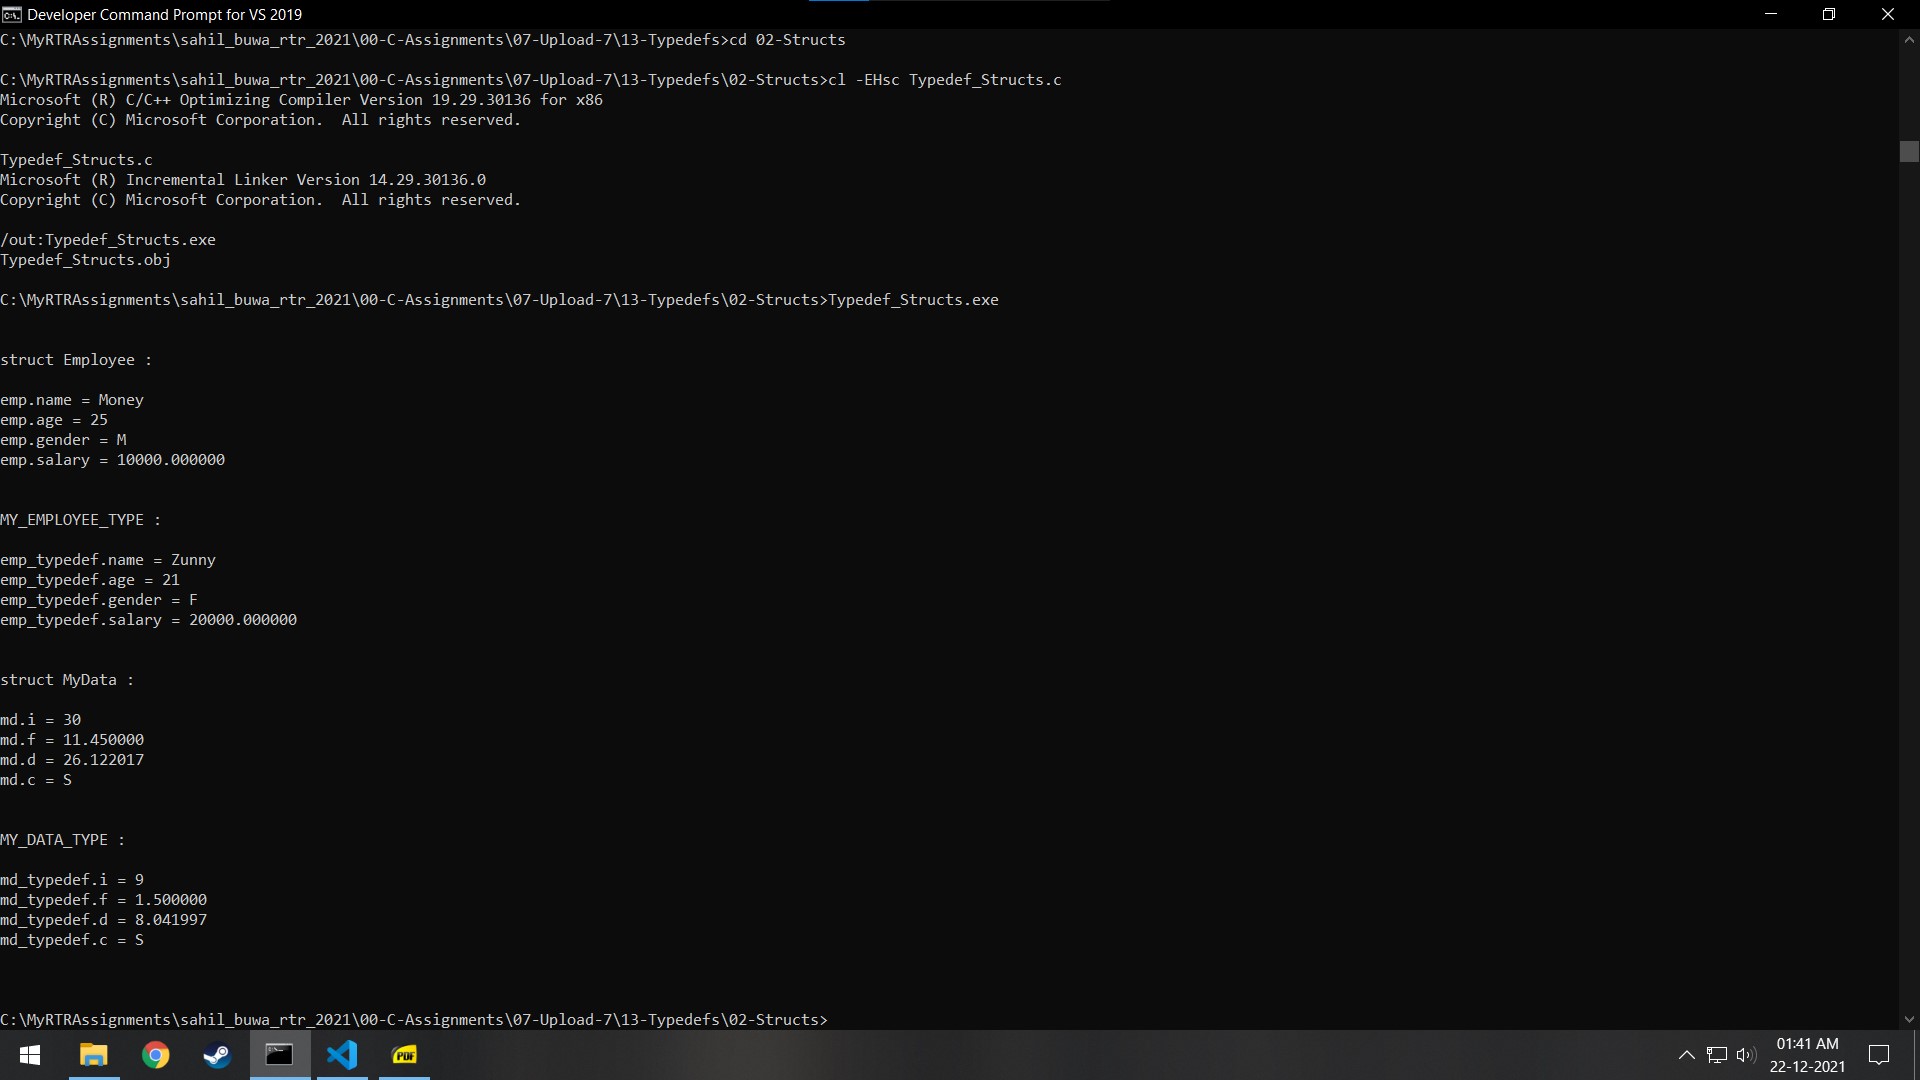 Developer Command Prompt for VS 2019
C:\MyRTRAssignments\sahil_buwa_rtr_2021\00-C-Assignments\07-Upload-7\13-Typedefs>cd 02-Structs
C:\MyRTRAssignments\sahil_buwa_rtr_2021\00-C-Assignments\07-Upload-7\13-Typedefs\02-Structs>cl -EHsc Typedef_Structs.c
Microsoft (R) C/C++ Optimizing Compiler Version 19.29.30136 for x86
Copyright (C) Microsoft Corporation.  All rights reserved.
Typedef_Structs.c
Microsoft (R) Incremental Linker Version 14.29.30136.0
Copyright (C) Microsoft Corporation.  All rights reserved.
/out:Typedef_Structs.exe
Typedef_Structs.obj
C:\MyRTRAssignments\sahil_buwa_rtr_2021\00-C-Assignments\07-Upload-7\13-Typedefs\02-Structs>Typedef_Structs.exe
struct Employee :
emp.name = Money
emp.age = 25
emp.gender = M
emp.salary = 10000.000000
MY_EMPLOYEE_TYPE :
emp_typedef.name = Zunny
emp_typedef.age = 21
emp_typedef.gender = F
emp_typedef.salary = 20000.000000
struct MyData :
md.i = 30
md.f = 11.450000
md.d = 26.122017
md.c = S
MY_DATA_TYPE :
md_typedef.i = 9
md_typedef.f = 1.500000
md_typedef.d = 8.041997
md_typedef.c = S
C:\MyRTRAssignments\sahil_buwa_rtr_2021\00-C-Assignments\07-Upload-7\13-Typedefs\02-Structs>
PDF
01:41 AM
22-12-2021